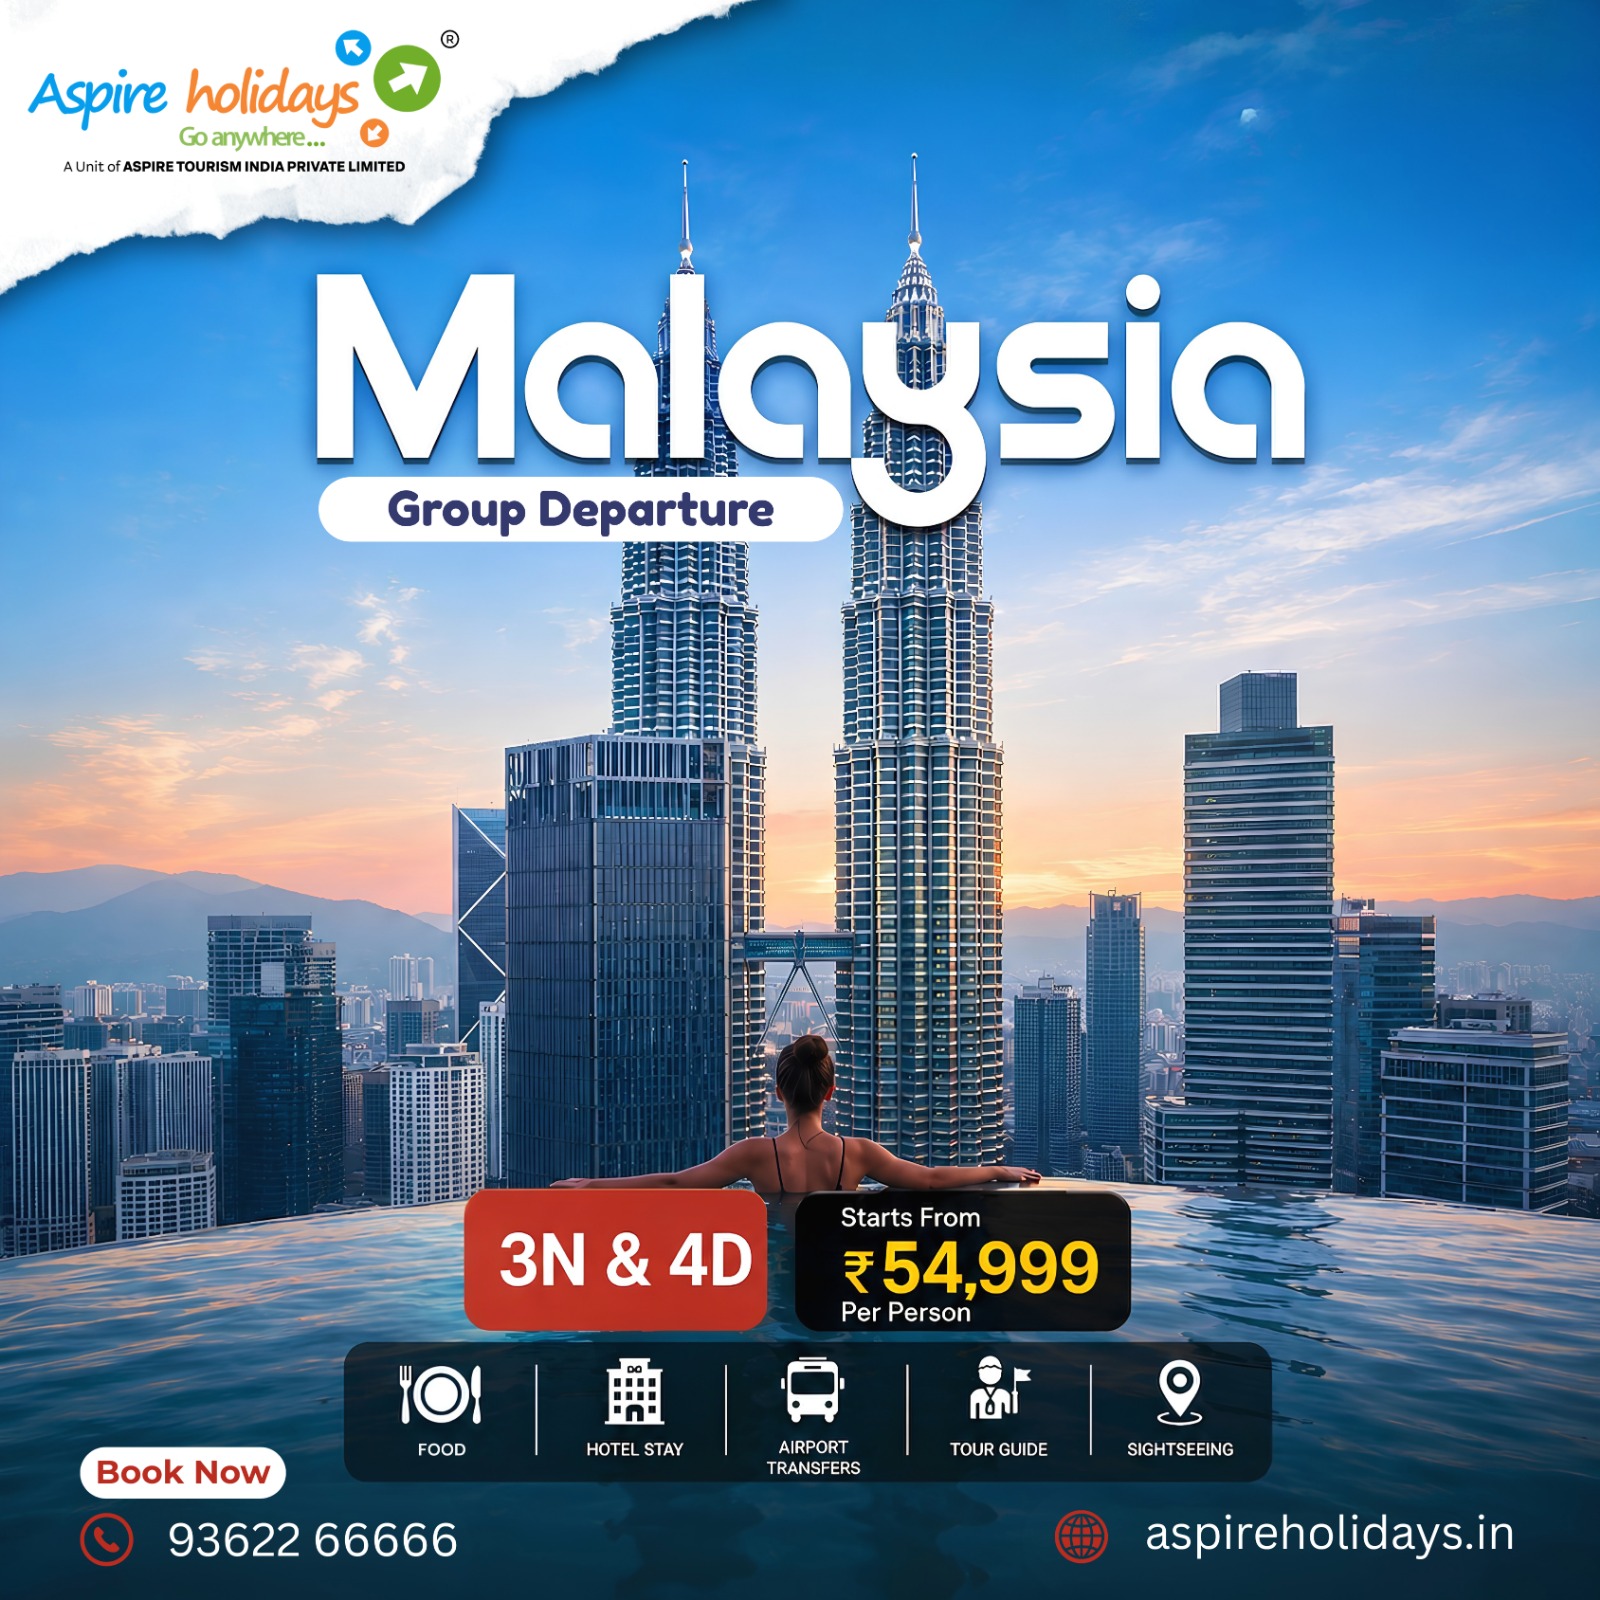 Aspire holidays ®
Go anywhere...
A Unit of ASPIRE TOURISM INDIA PRIVATE LIMITED
Malaysia
Group Departure
3N & 4D
Starts From
₹54,999
Per Person
FOOD
HOTEL STAY
AIRPORT
TRANSFERS
TOUR GUIDE
SIGHTSEEING
Book Now
93622 66666
aspireholidays.in